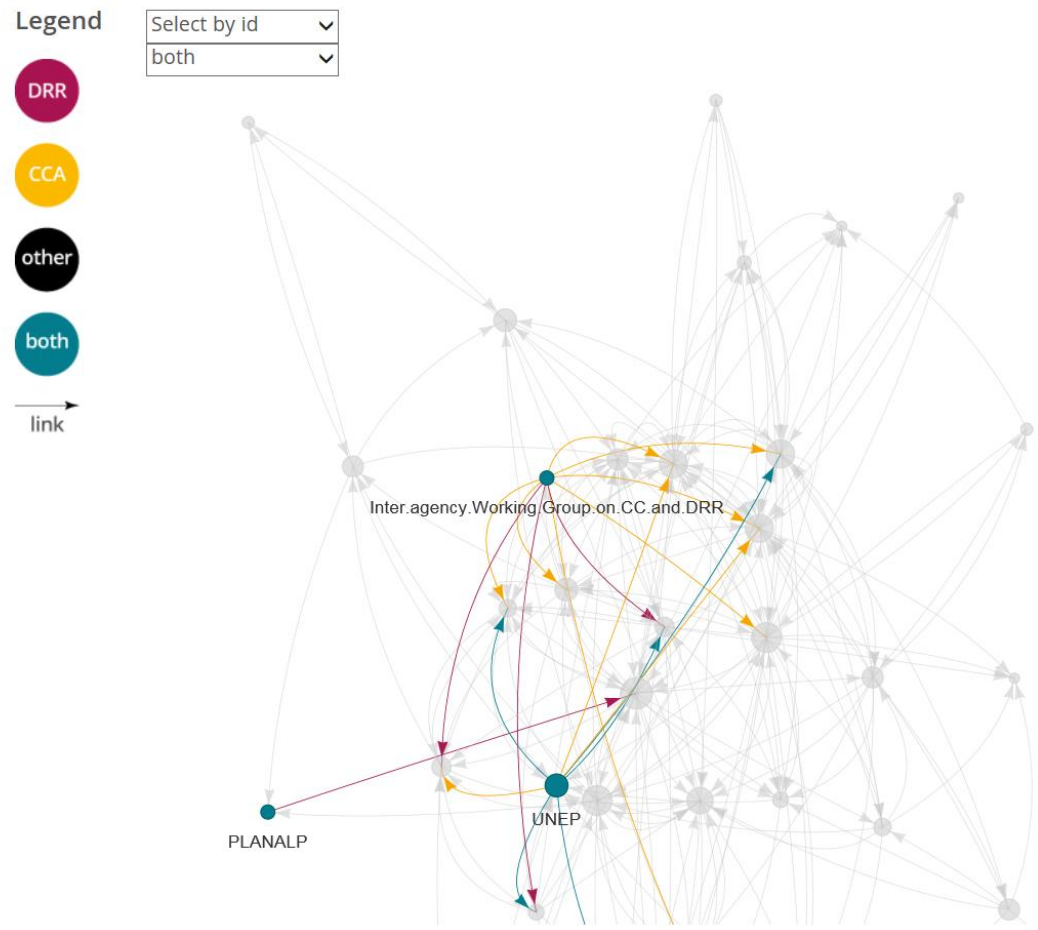 Legend
Select by id
both
DRR
CCA
other
both
link
Inter.agency.Working.Group.on.CC.and.DRR
UNEP
PLANALP